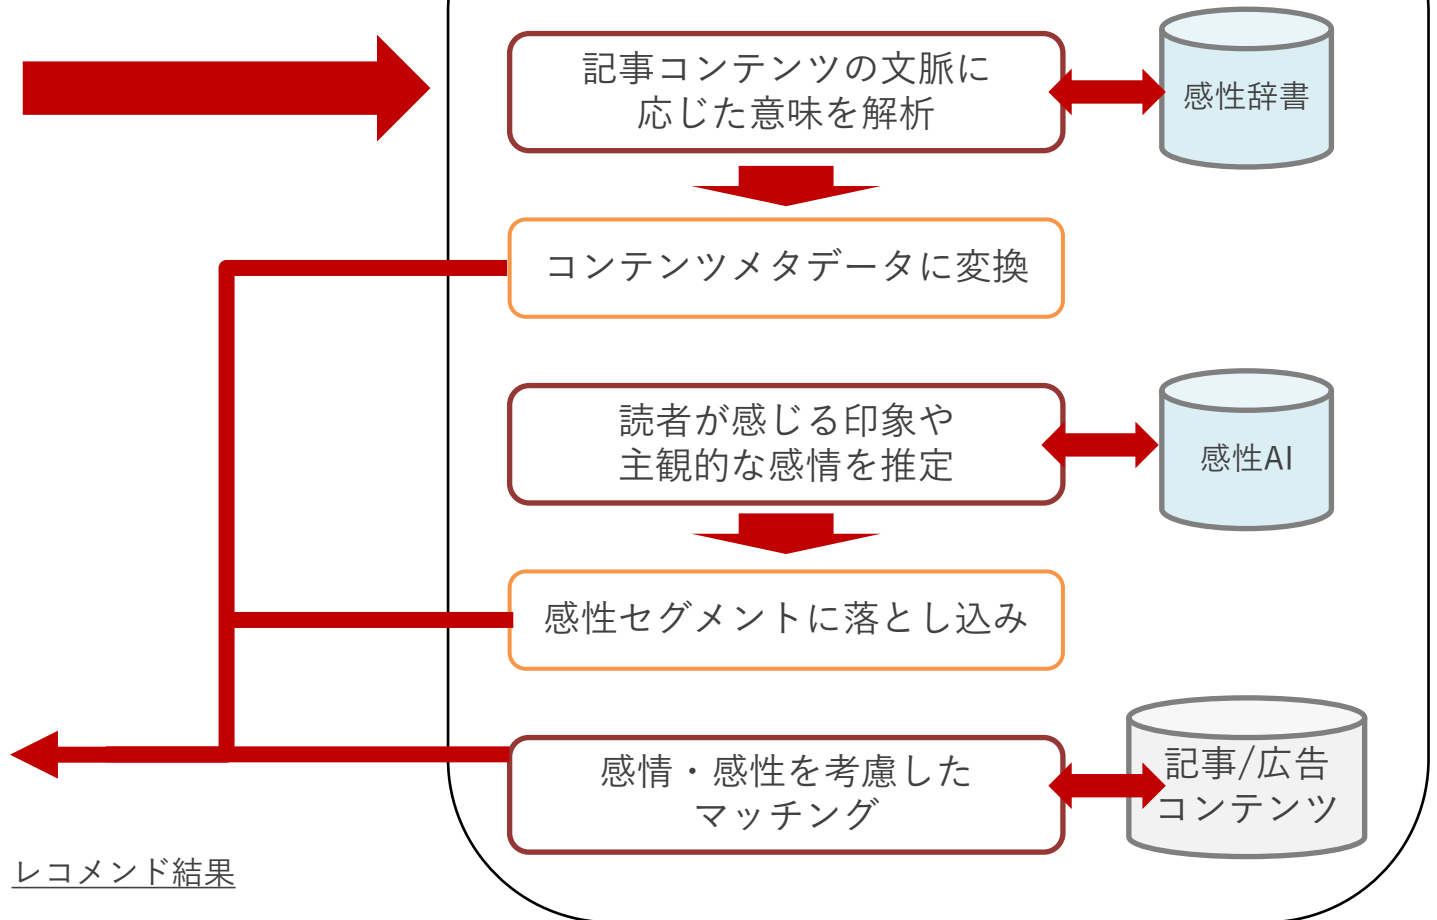 記事コンテンツの文脈に
応じた意味を解析
感性辞書
コンテンツメタデータに変換
読者が感じる印象や
主観的な感情を推定
感性AI
感性セグメントに落とし込み
感情・感性を考慮した
マッチング
記事/広告
コンテンツ
レコメンド結果